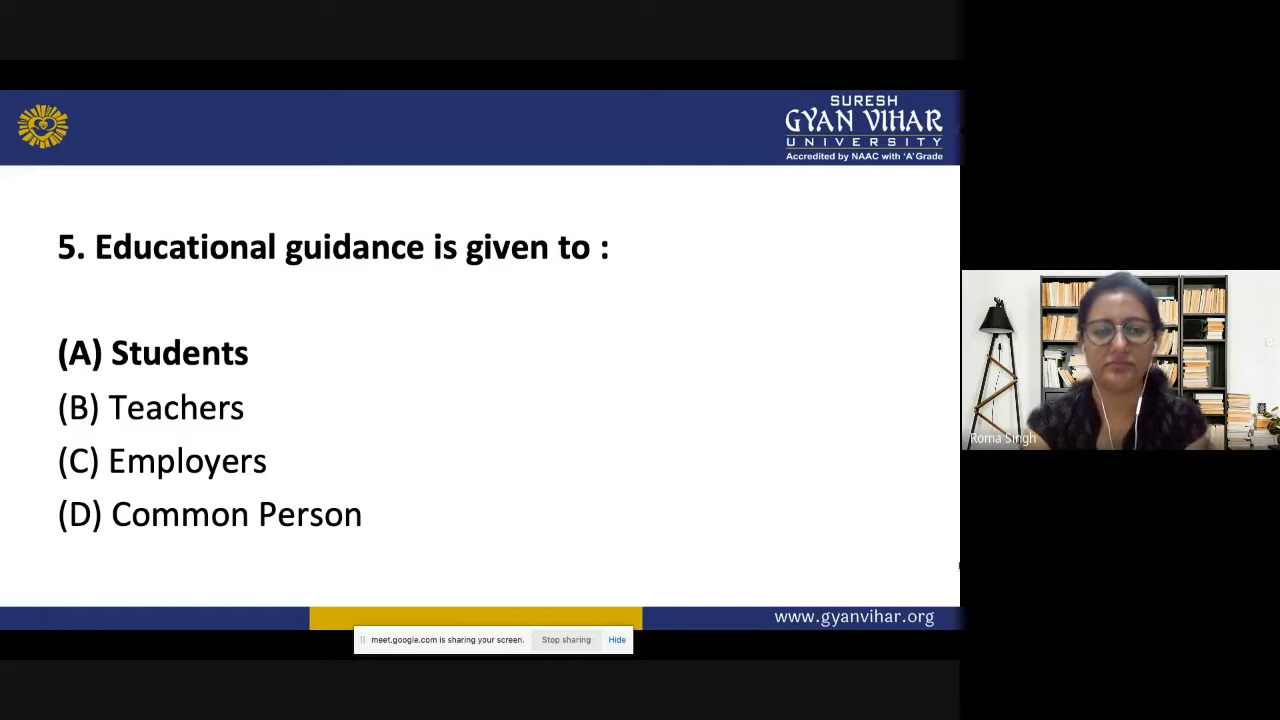 SURESH
GYAN VIHAR
UNIVERSITY
Accredited by NAAC with 'A' Grade
5. Educational guidance is given to :
(A) Students
(B) Teachers
(C) Employers
(D) Common Person
Roma Singh
www.gyanvihar.org
meet.google.com is sharing your screen. Stop sharing Hide